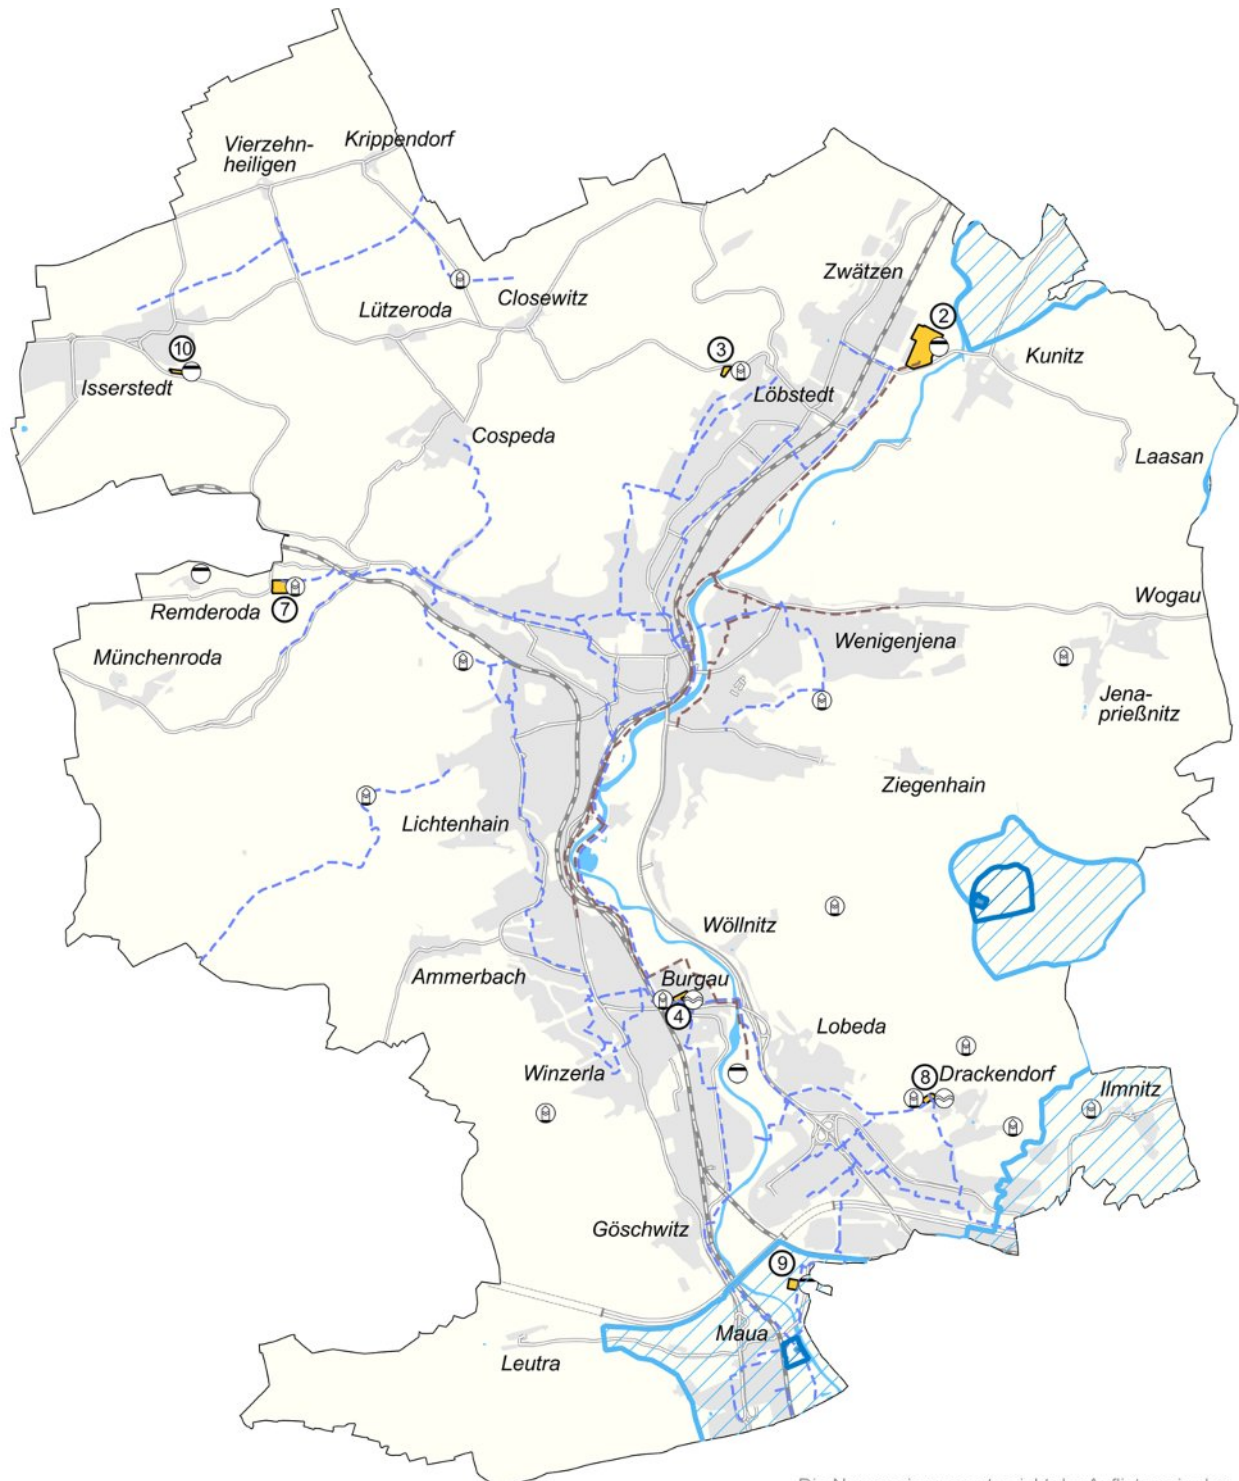 Krippendorf
Vierzehn-
heiligen
Zwätzen
Closewitz
Lützeroda
2
Kunitz
3
10
Isserstedt
Löbstedt
Cospeda
Laasan
Wogau
Remderoda
7
Wenigenjena
Münchenroda
Jena-
prießnitz
Ziegenhain
Lichtenhain
Wöllnitz
Ammerbach
Burgau
4
Lobeda
Winzerla
8
Drackendorf
Ilmnitz
Göschwitz
9
Maua
Leutra